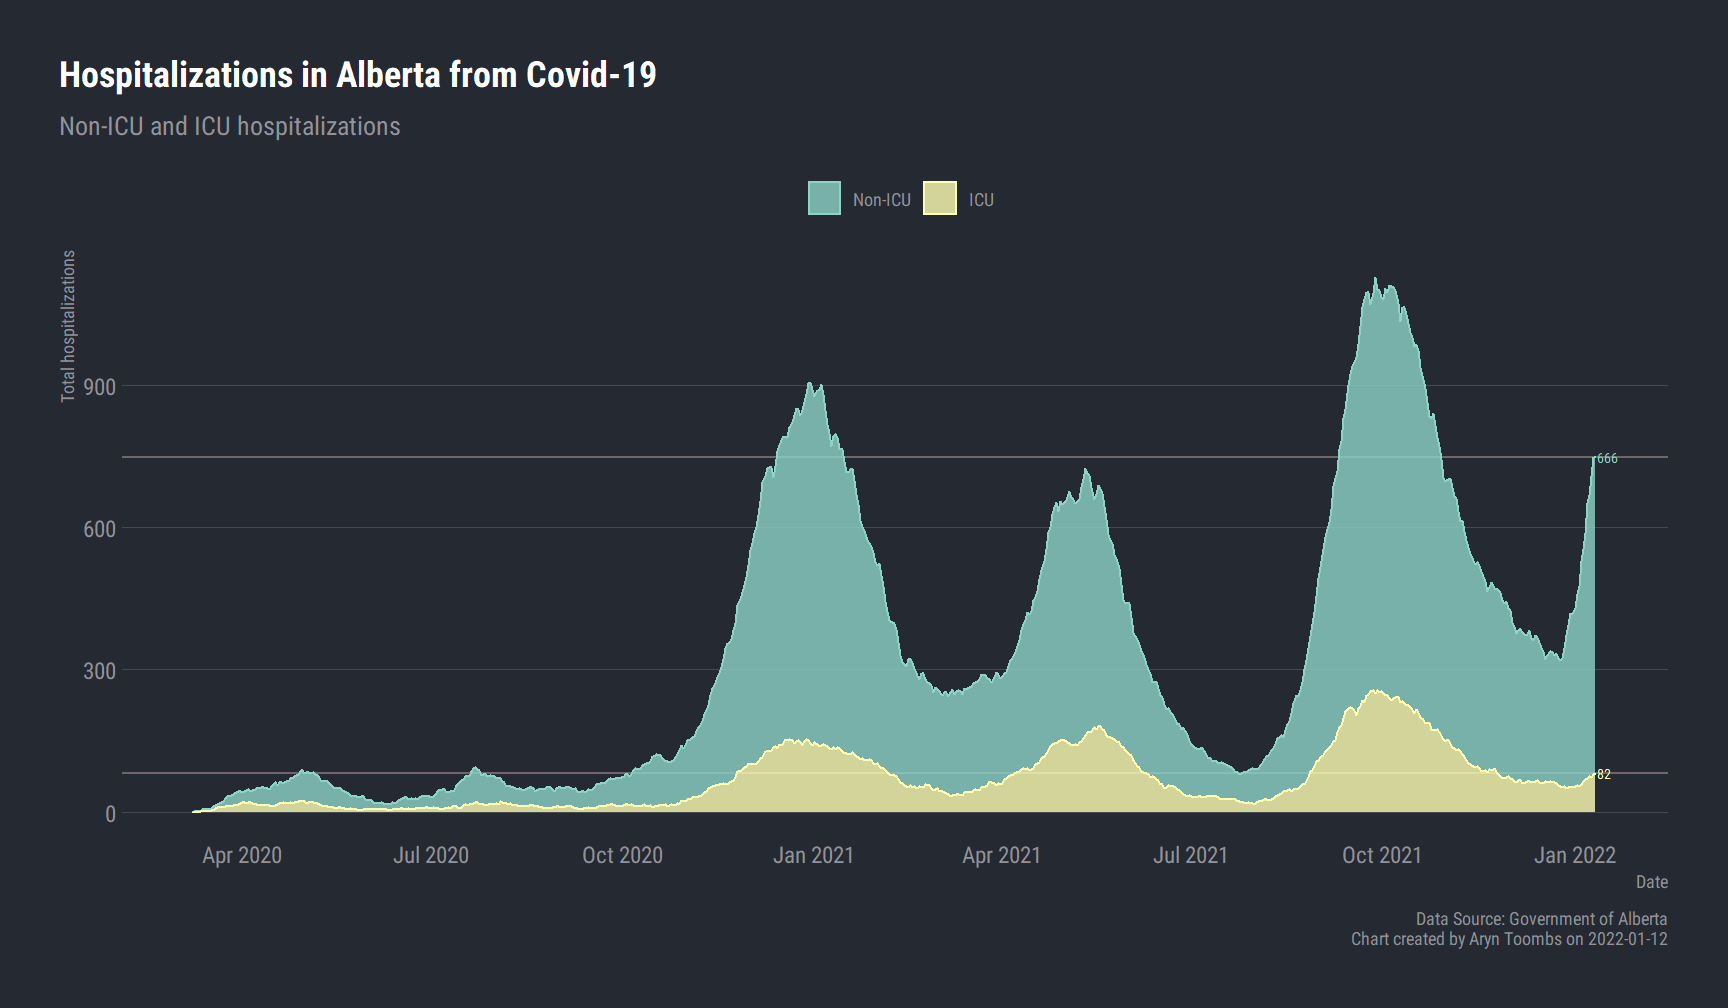 Hospitalizations in Alberta from Covid-19
Non-ICU and ICU hospitalizations
Non-ICU
ICU
Total hospitalizations
900
600
300
0
666
82
Apr 2020
Jul 2020
Oct 2020
Jan 2021
Apr 2021
Jul 2021
Oct 2021
Jan 2022
Date
Data Source: Government of Alberta
Chart created by Aryn Toombs on 2022-01-12